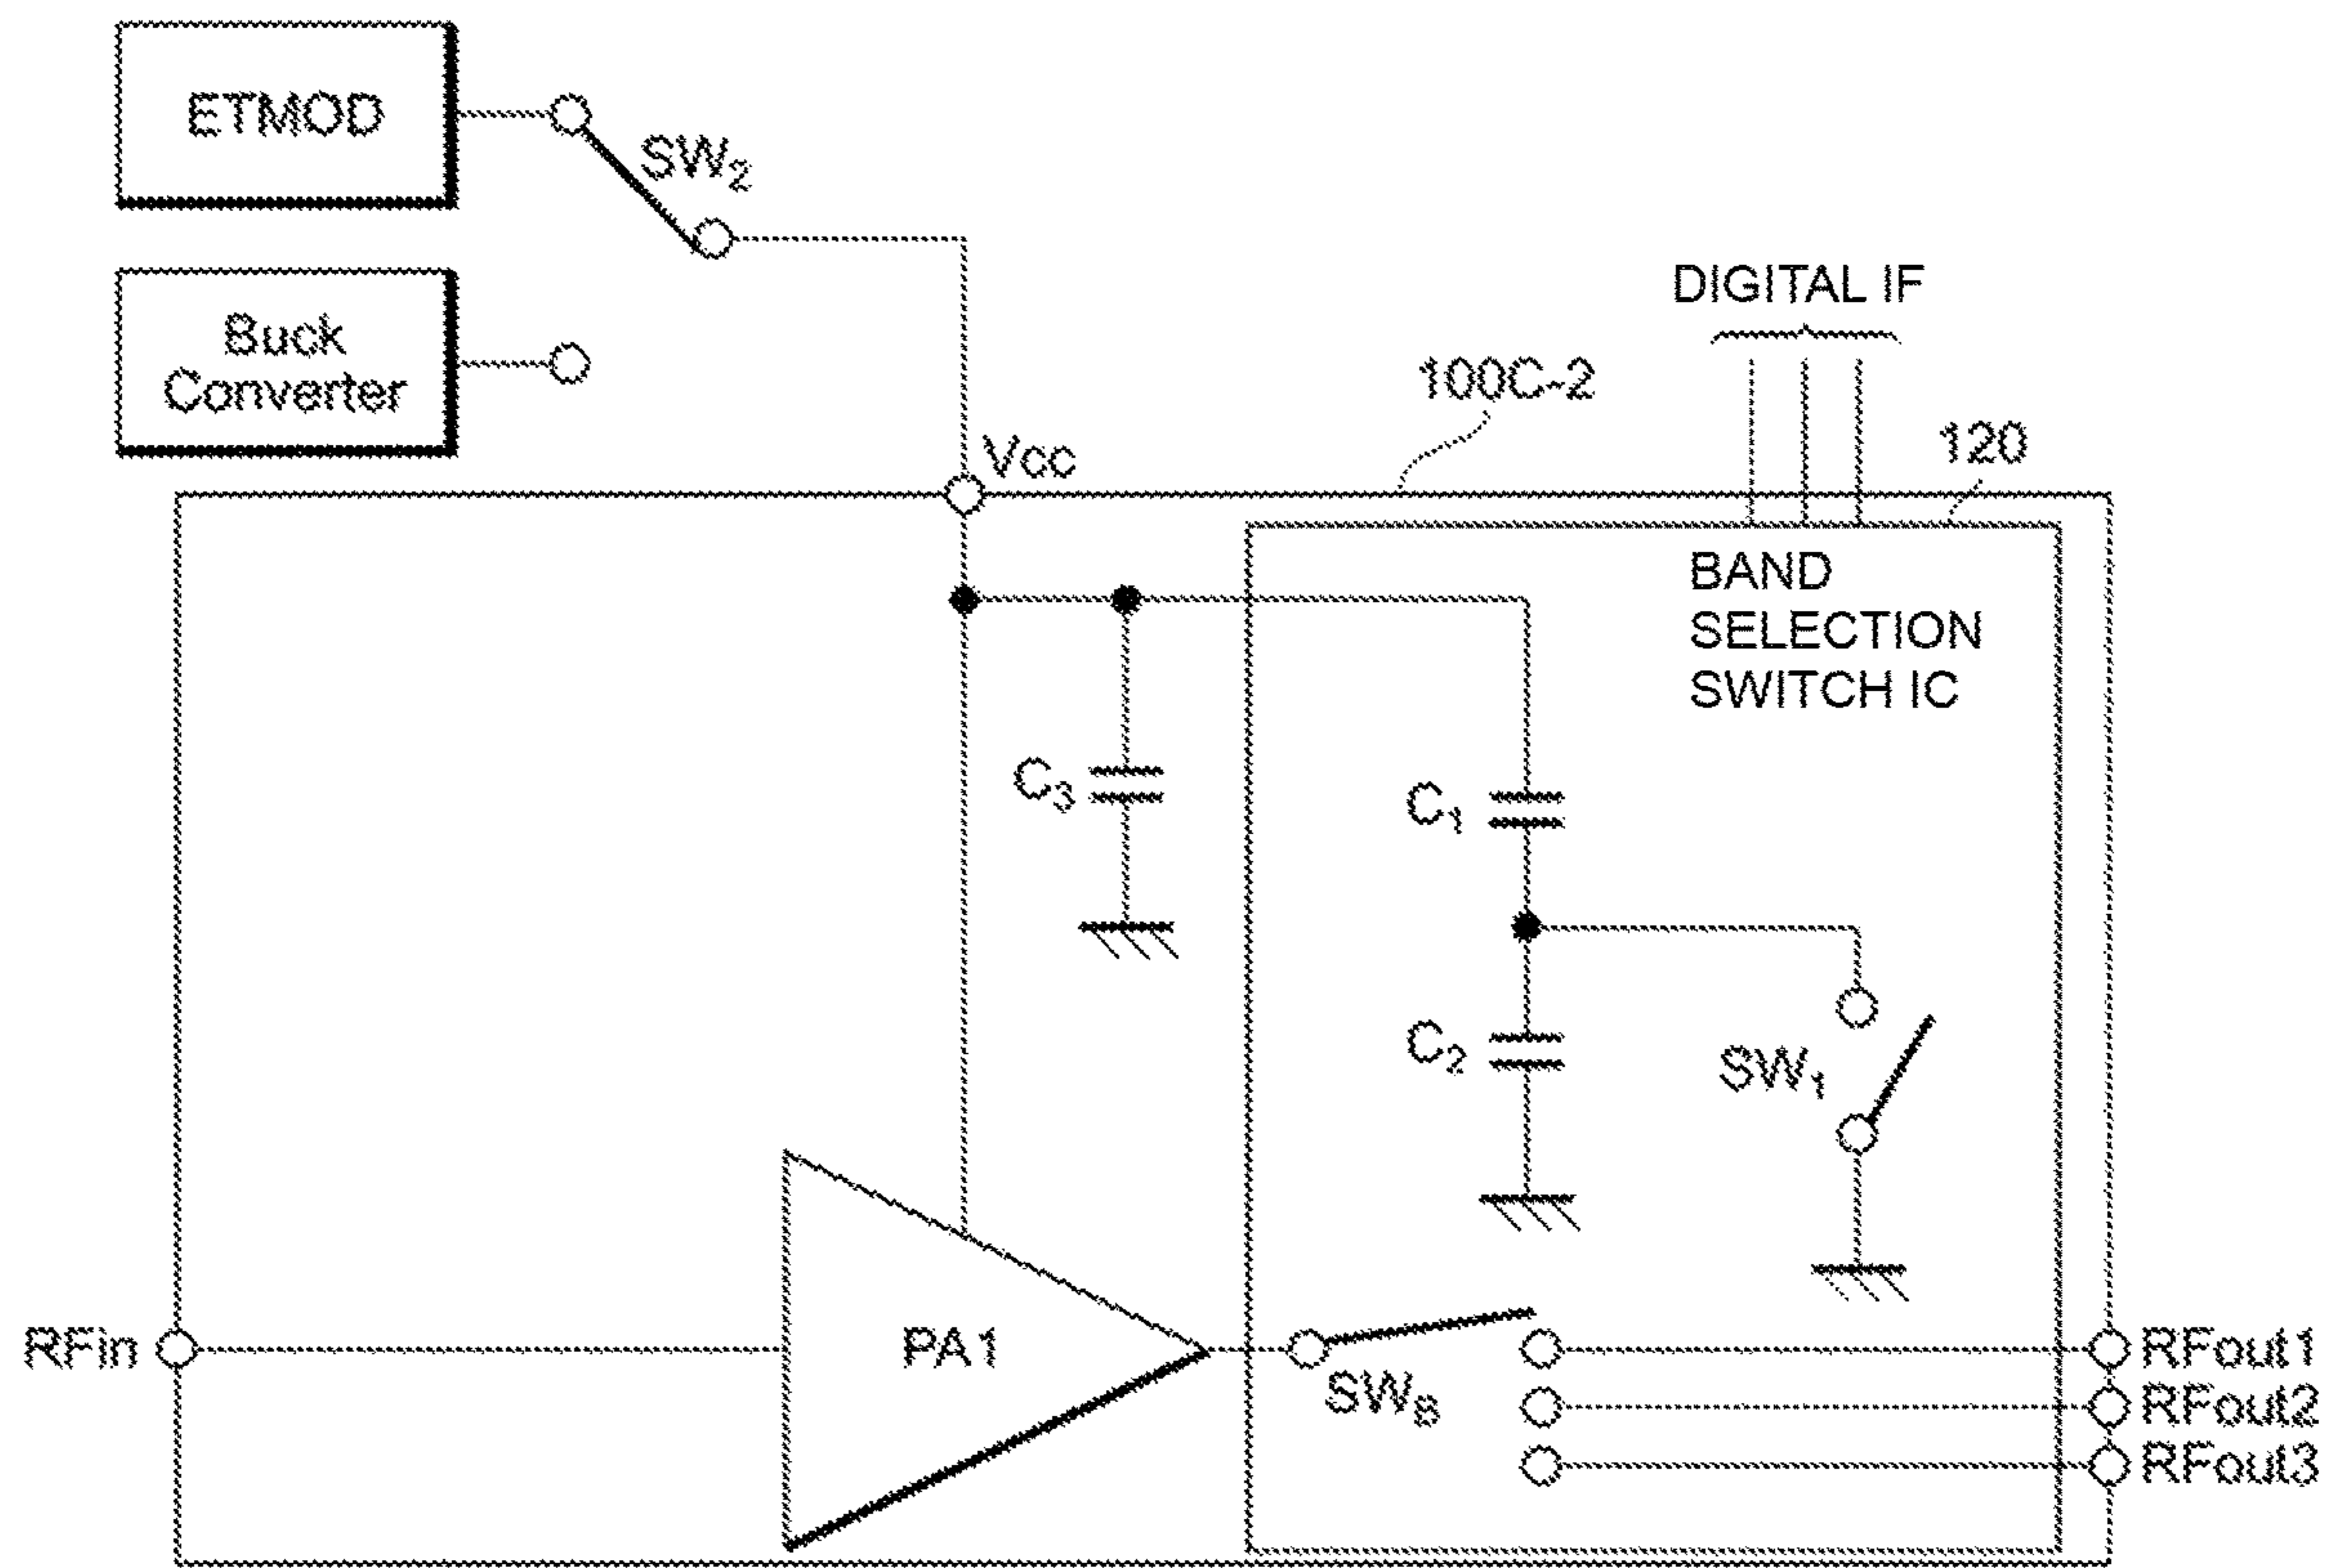 ETMOD
SW₂
Buck
Converter
DIGITAL IF
100C-2
120
Vcc
BAND
SELECTION
SWITCH IC
C₃
C₁
C₂
SW₁
RFin
PA1
SW_B
RFout1
RFout2
RFout3